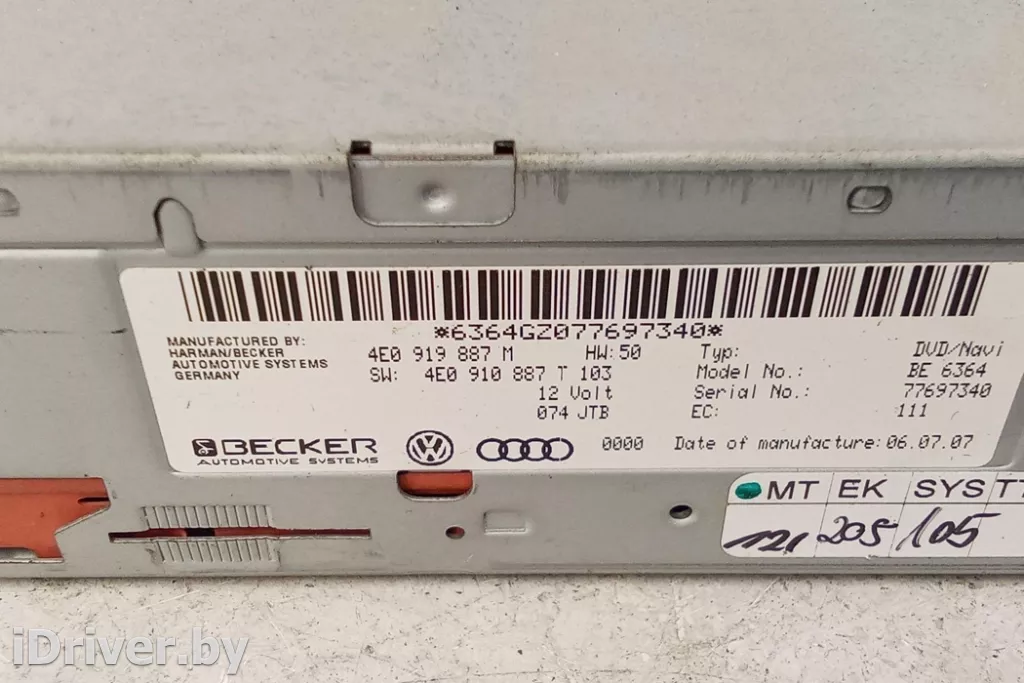 *6364GZ077697340*
MANUFACTURED BY:
HARMAN/BECKER
AUTOMOTIVE SYSTEMS
GERMANY
4E0 919 887 M HW:50
SW: 4E0 910 887 T 103
12 Volt
074 JTB
Typ: DVD/Navi
Model No.: BE 6364
Serial No.: 77697340
EC: 111
BECKER
AUTOMOTIVE SYSTEMS
0000 Date of manufacture: 06.07.07
MT EK SYS
121 205 105
iDriver.by